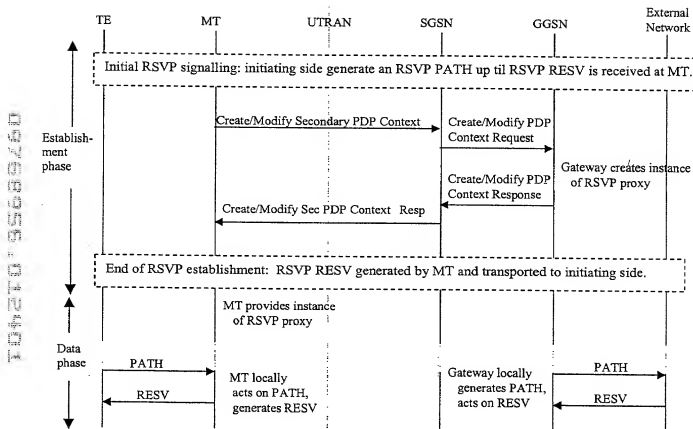 TE MT UTRAN SGSN GGSN External
Network
Initial RSVP signalling: initiating side generate an RSVP PATH up til RSVP RESV is received at MT.
Establish-
ment
phase
Create/Modify Secondary PDP Context
Create/Modify PDP
Context Request
Gateway creates instance
of RSVP proxy
Create/Modify PDP
Context Response
Create/Modify Sec PDP Context Resp
End of RSVP establishment: RSVP RESV generated by MT and transported to initiating side.
MT provides instance
of RSVP proxy
Data
phase
PATH
RESV
MT locally
acts on PATH,
generates RESV
Gateway locally
generates PATH,
acts on RESV
PATH
RESV